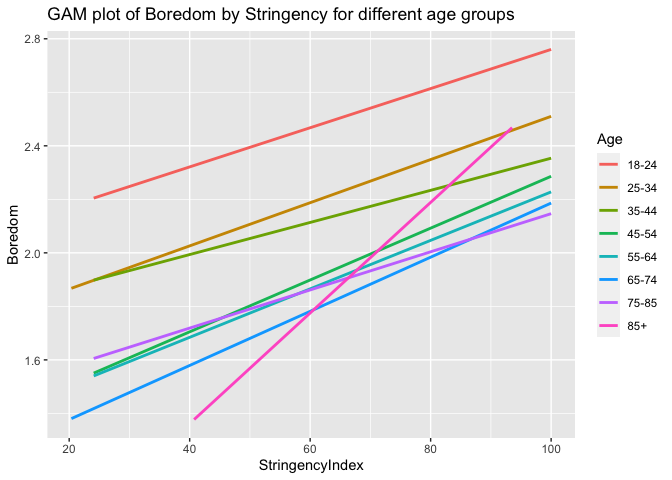 GAM plot of Boredom by Stringency for different age groups
2.8
2.4
2.0
1.6
Boredom
20 40 60 80 100
StringencyIndex
Age
18-24
25-34
35-44
45-54
55-64
65-74
75-85
85+